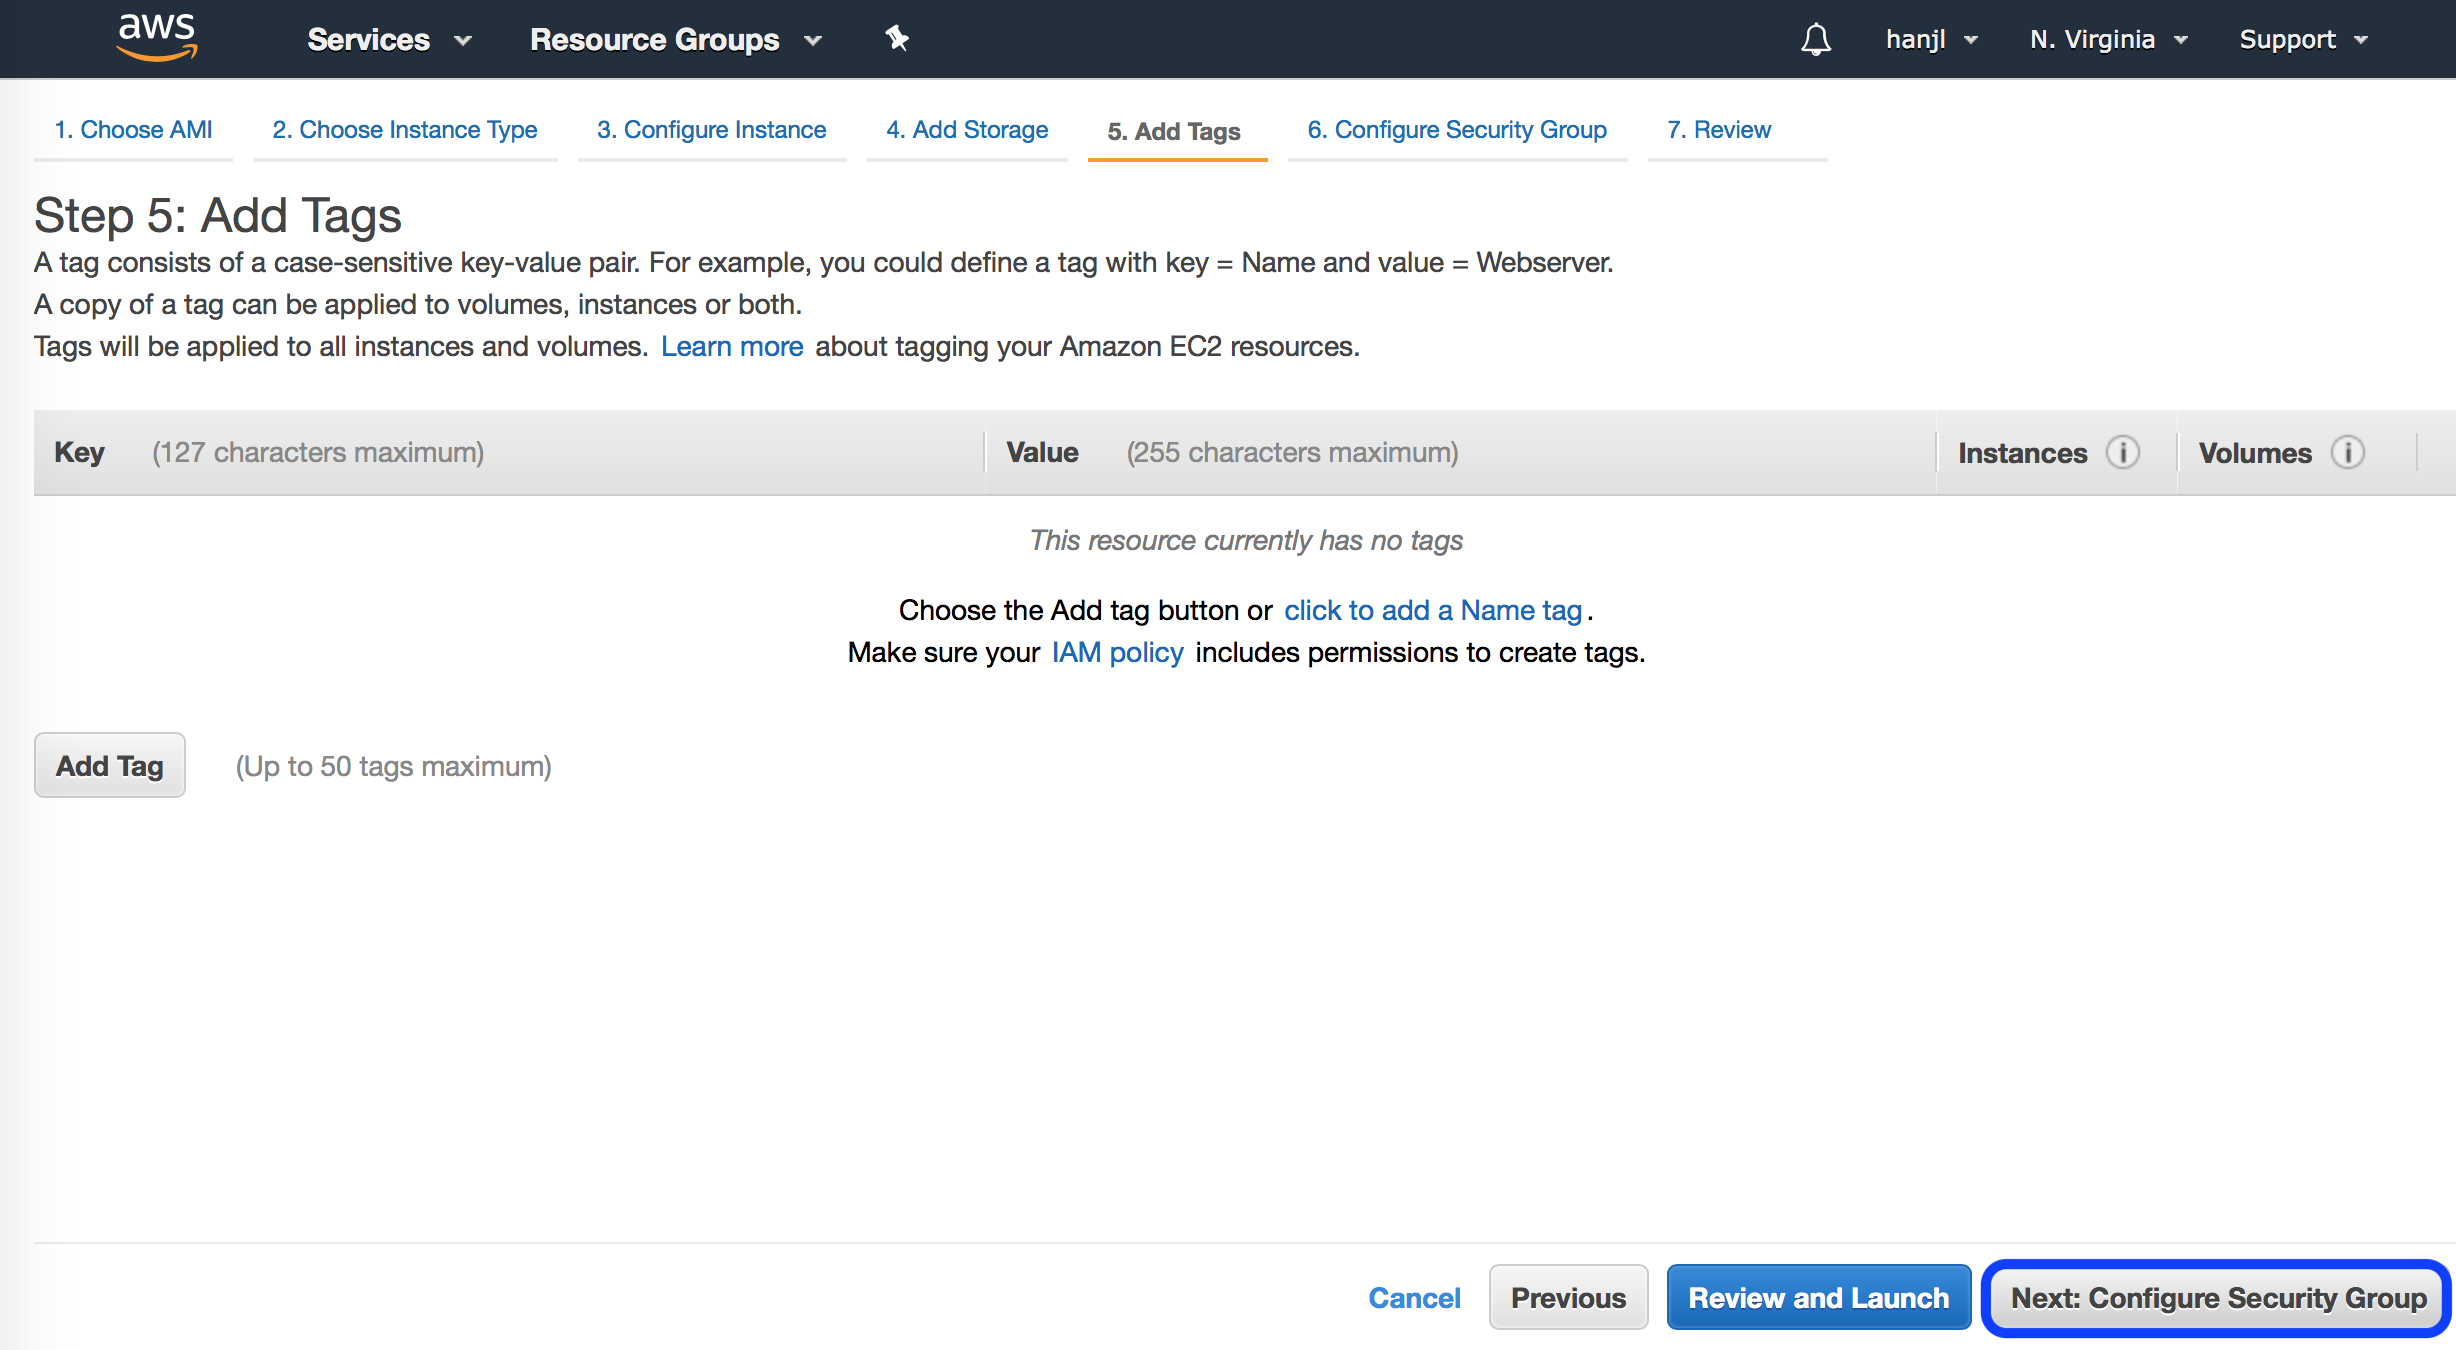 aws Services Resource Groups hanjl N. Virginia Support
1. Choose AMI 2. Choose Instance Type 3. Configure Instance 4. Add Storage 5. Add Tags 6. Configure Security Group 7. Review
Step 5: Add Tags
A tag consists of a case-sensitive key-value pair. For example, you could define a tag with key = Name and value = Webserver.
A copy of a tag can be applied to volumes, instances or both.
Tags will be applied to all instances and volumes. Learn more about tagging your Amazon EC2 resources.
Key (127 characters maximum) Value (255 characters maximum) Instances i Volumes i
This resource currently has no tags
Choose the Add tag button or click to add a Name tag.
Make sure your IAM policy includes permissions to create tags.
Add Tag (Up to 50 tags maximum)
Cancel Previous Review and Launch Next: Configure Security Group